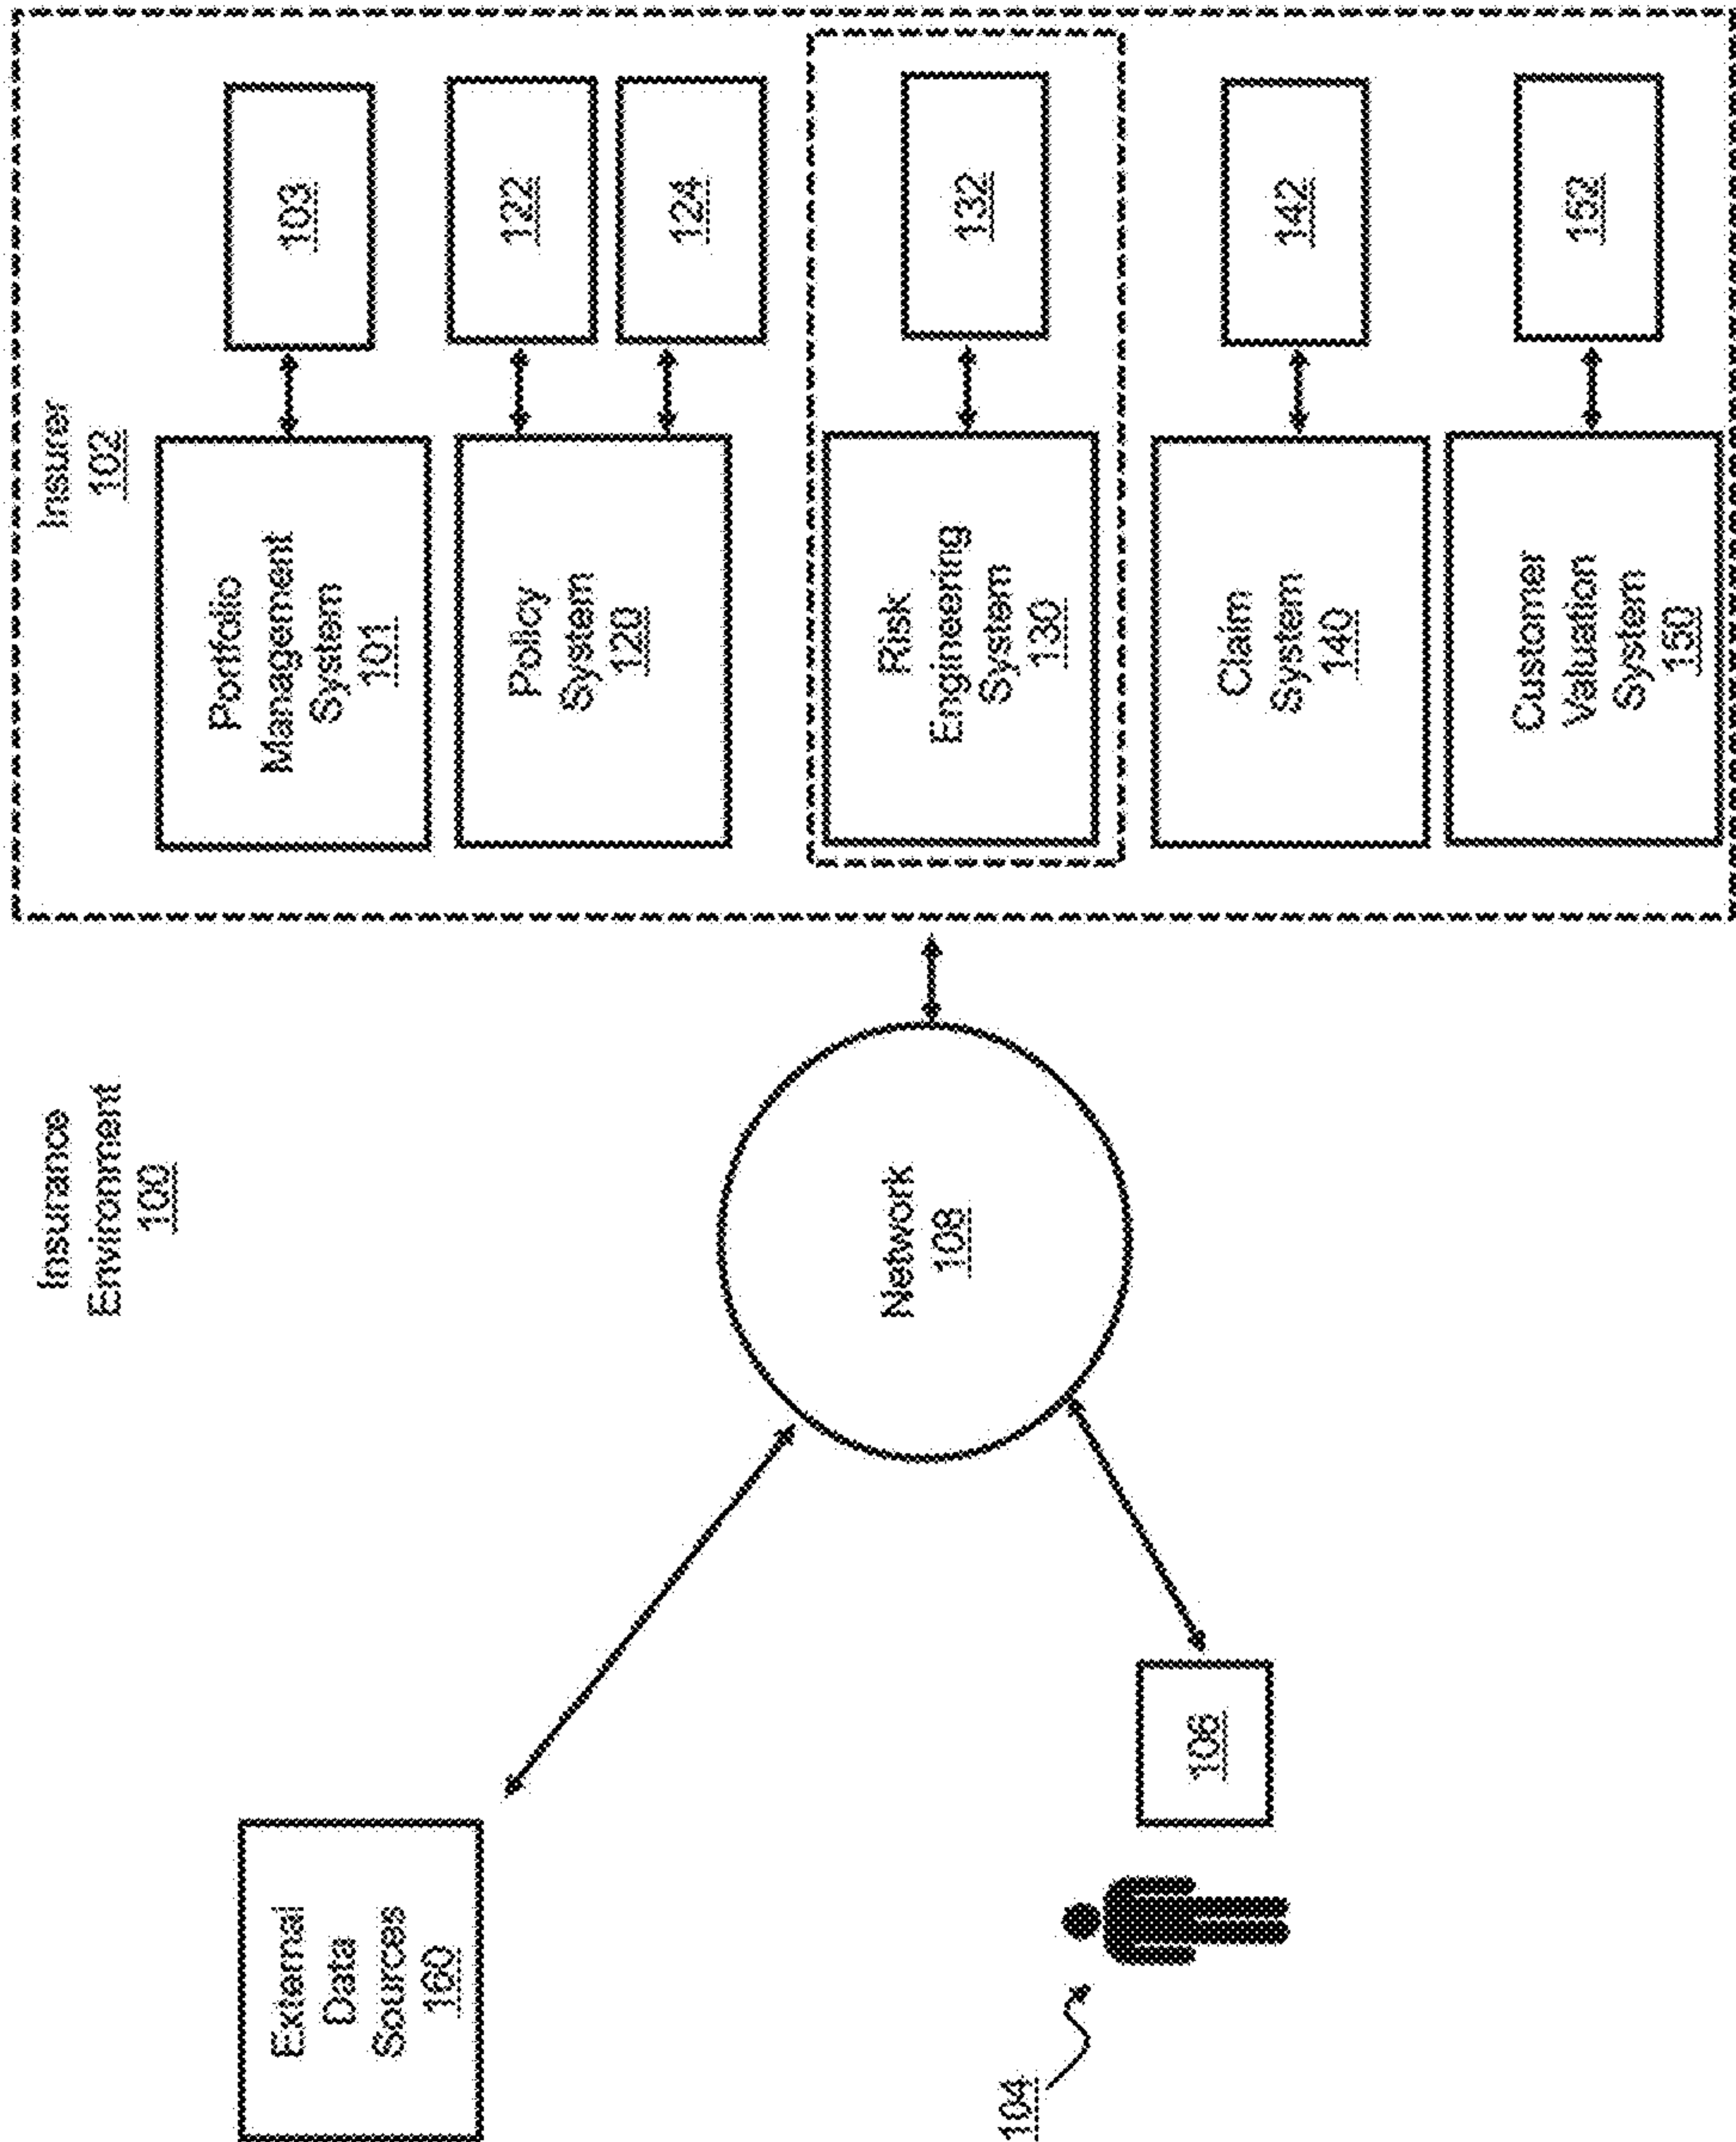 Insurance
Environment
100
Insurer
102
External
Data
Sources
160
Network
108
104
106
Portfolio
Management
System
101
103
Policy
System
120
122
124
Risk
Engineering
System
130
132
Claim
System
140
142
Customer
Valuation
System
150
152